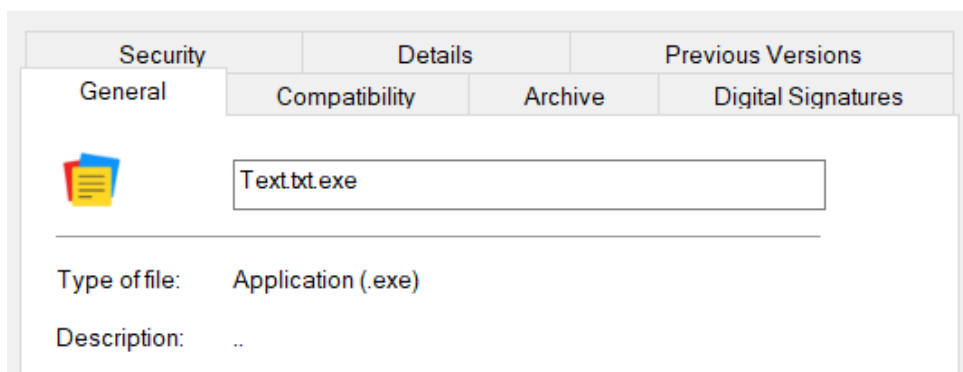 Security Details Previous Versions
General Compatibility Archive Digital Signatures
Text.txt.exe
Type of file: Application (.exe)
Description: ..